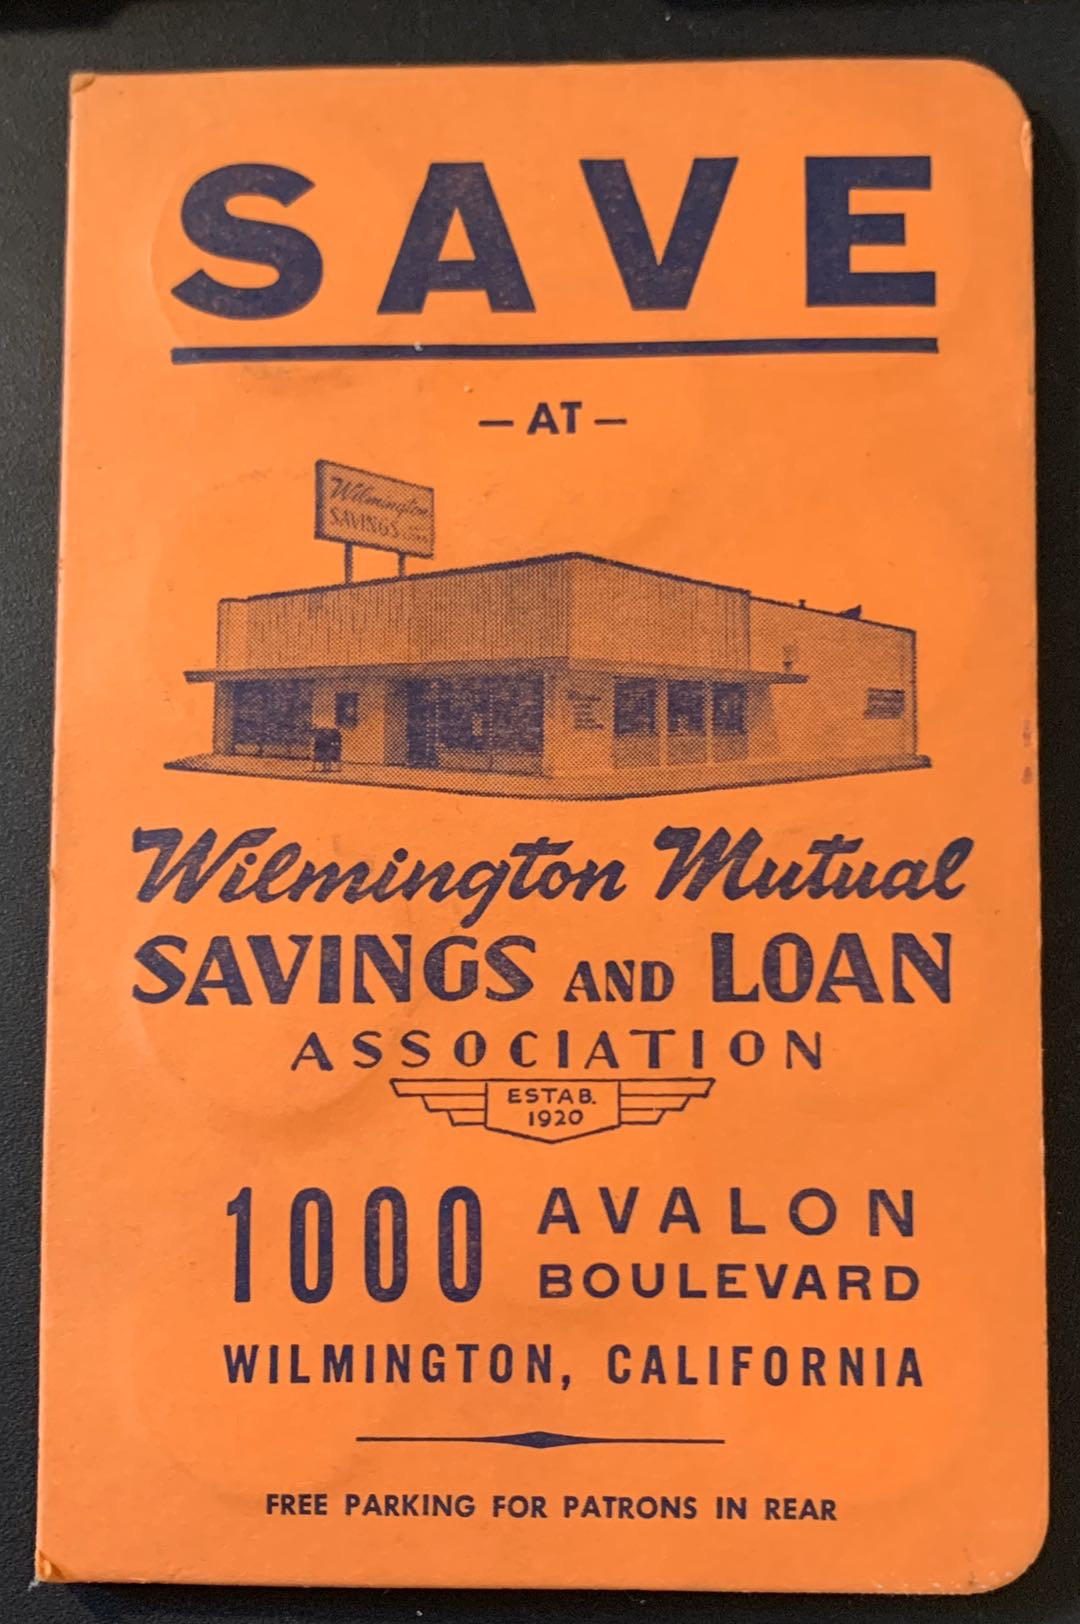 SAVE
— AT —
Wilmington
SAVINGS
Wilmington Mutual
SAVINGS AND LOAN
ASSOCIATION
ESTAB.
1920
1000 AVALON
BOULEVARD
WILMINGTON, CALIFORNIA
FREE PARKING FOR PATRONS IN REAR